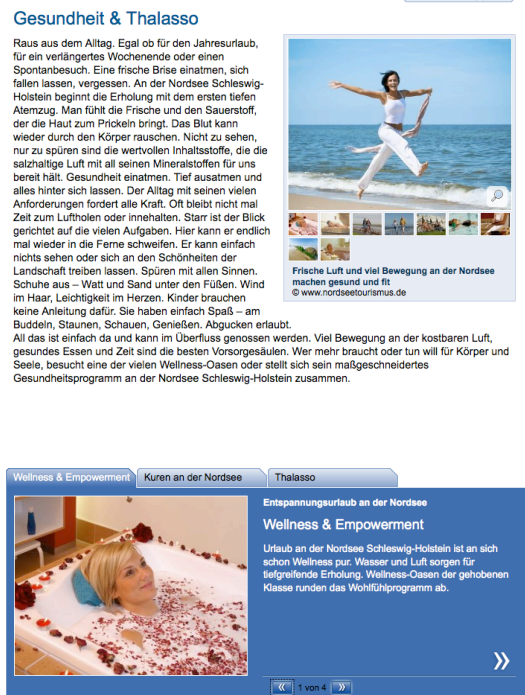 Gesundheit & Thalasso
Raus aus dem Alltag. Egal ob für den Jahresurlaub,
für ein verlängertes Wochenende oder einen
Spontanbesuch. Eine frische Brise einatmen, sich
fallen lassen, vergessen. An der Nordsee Schleswig-
Holstein beginnt die Erholung mit dem ersten tiefen
Atemzug. Man fühlt die Frische und den Sauerstoff,
der die Haut zum Prickeln bringt. Das Blut kann
wieder durch den Körper rauschen. Nicht zu sehen,
nur zu spüren sind die wertvollen Inhaltsstoffe, die die
salzhaltige Luft mit all seinen Mineralstoffen für uns
bereit hält. Gesundheit einatmen. Tief ausatmen und
alles hinter sich lassen. Der Alltag mit seinen vielen
Anforderungen fordert alle Kraft. Oft bleibt nicht mal
Zeit zum Luftholen oder innehalten. Starr ist der Blick
gerichtet auf die vielen Aufgaben. Hier kann er endlich
mal wieder in die Ferne schweifen. Er kann einfach
nichts sehen oder sich an den Schönheiten der
Landschaft treiben lassen. Spüren mit allen Sinnen.
Schuhe aus – Watt und Sand unter den Füßen. Wind
im Haar, Leichtigkeit im Herzen. Kinder brauchen
keine Anleitung dafür. Sie haben einfach Spaß – am
Buddeln, Staunen, Schauen, Genießen. Abgucken erlaubt.
All das ist einfach da und kann im Überfluss genossen werden. Viel Bewegung an der kostbaren Luft,
gesundes Essen und Zeit sind die besten Vorsorgesäulen. Wer mehr braucht oder tun will für Körper und
Seele, besucht eine der vielen Wellness-Oasen oder stellt sich sein maßgeschneidertes
Gesundheitsprogramm an der Nordsee Schleswig-Holstein zusammen.
Frische Luft und viel Bewegung an der Nordsee
machen gesund und fit
© www.nordseetourismus.de
Wellness & Empowerment
Kuren an der Nordsee
Thalasso
Entspannungsurlaub an der Nordsee
Wellness & Empowerment
Urlaub an der Nordsee Schleswig-Holstein ist an sich
schon Wellness pur. Wasser und Luft sorgen für
tiefgreifende Erholung. Wellness-Oasen der gehobenen
Klasse runden das Wohlfühlprogramm ab.
1 von 4